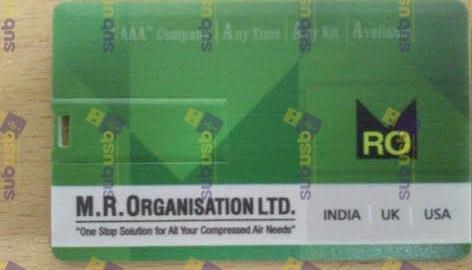 "AAA" Company | Any Time | Any Kit | Available
RO
M.R. ORGANISATION LTD.
"One Stop Solution for All Your Compressed Air Needs"
INDIA | UK | USA
subusb